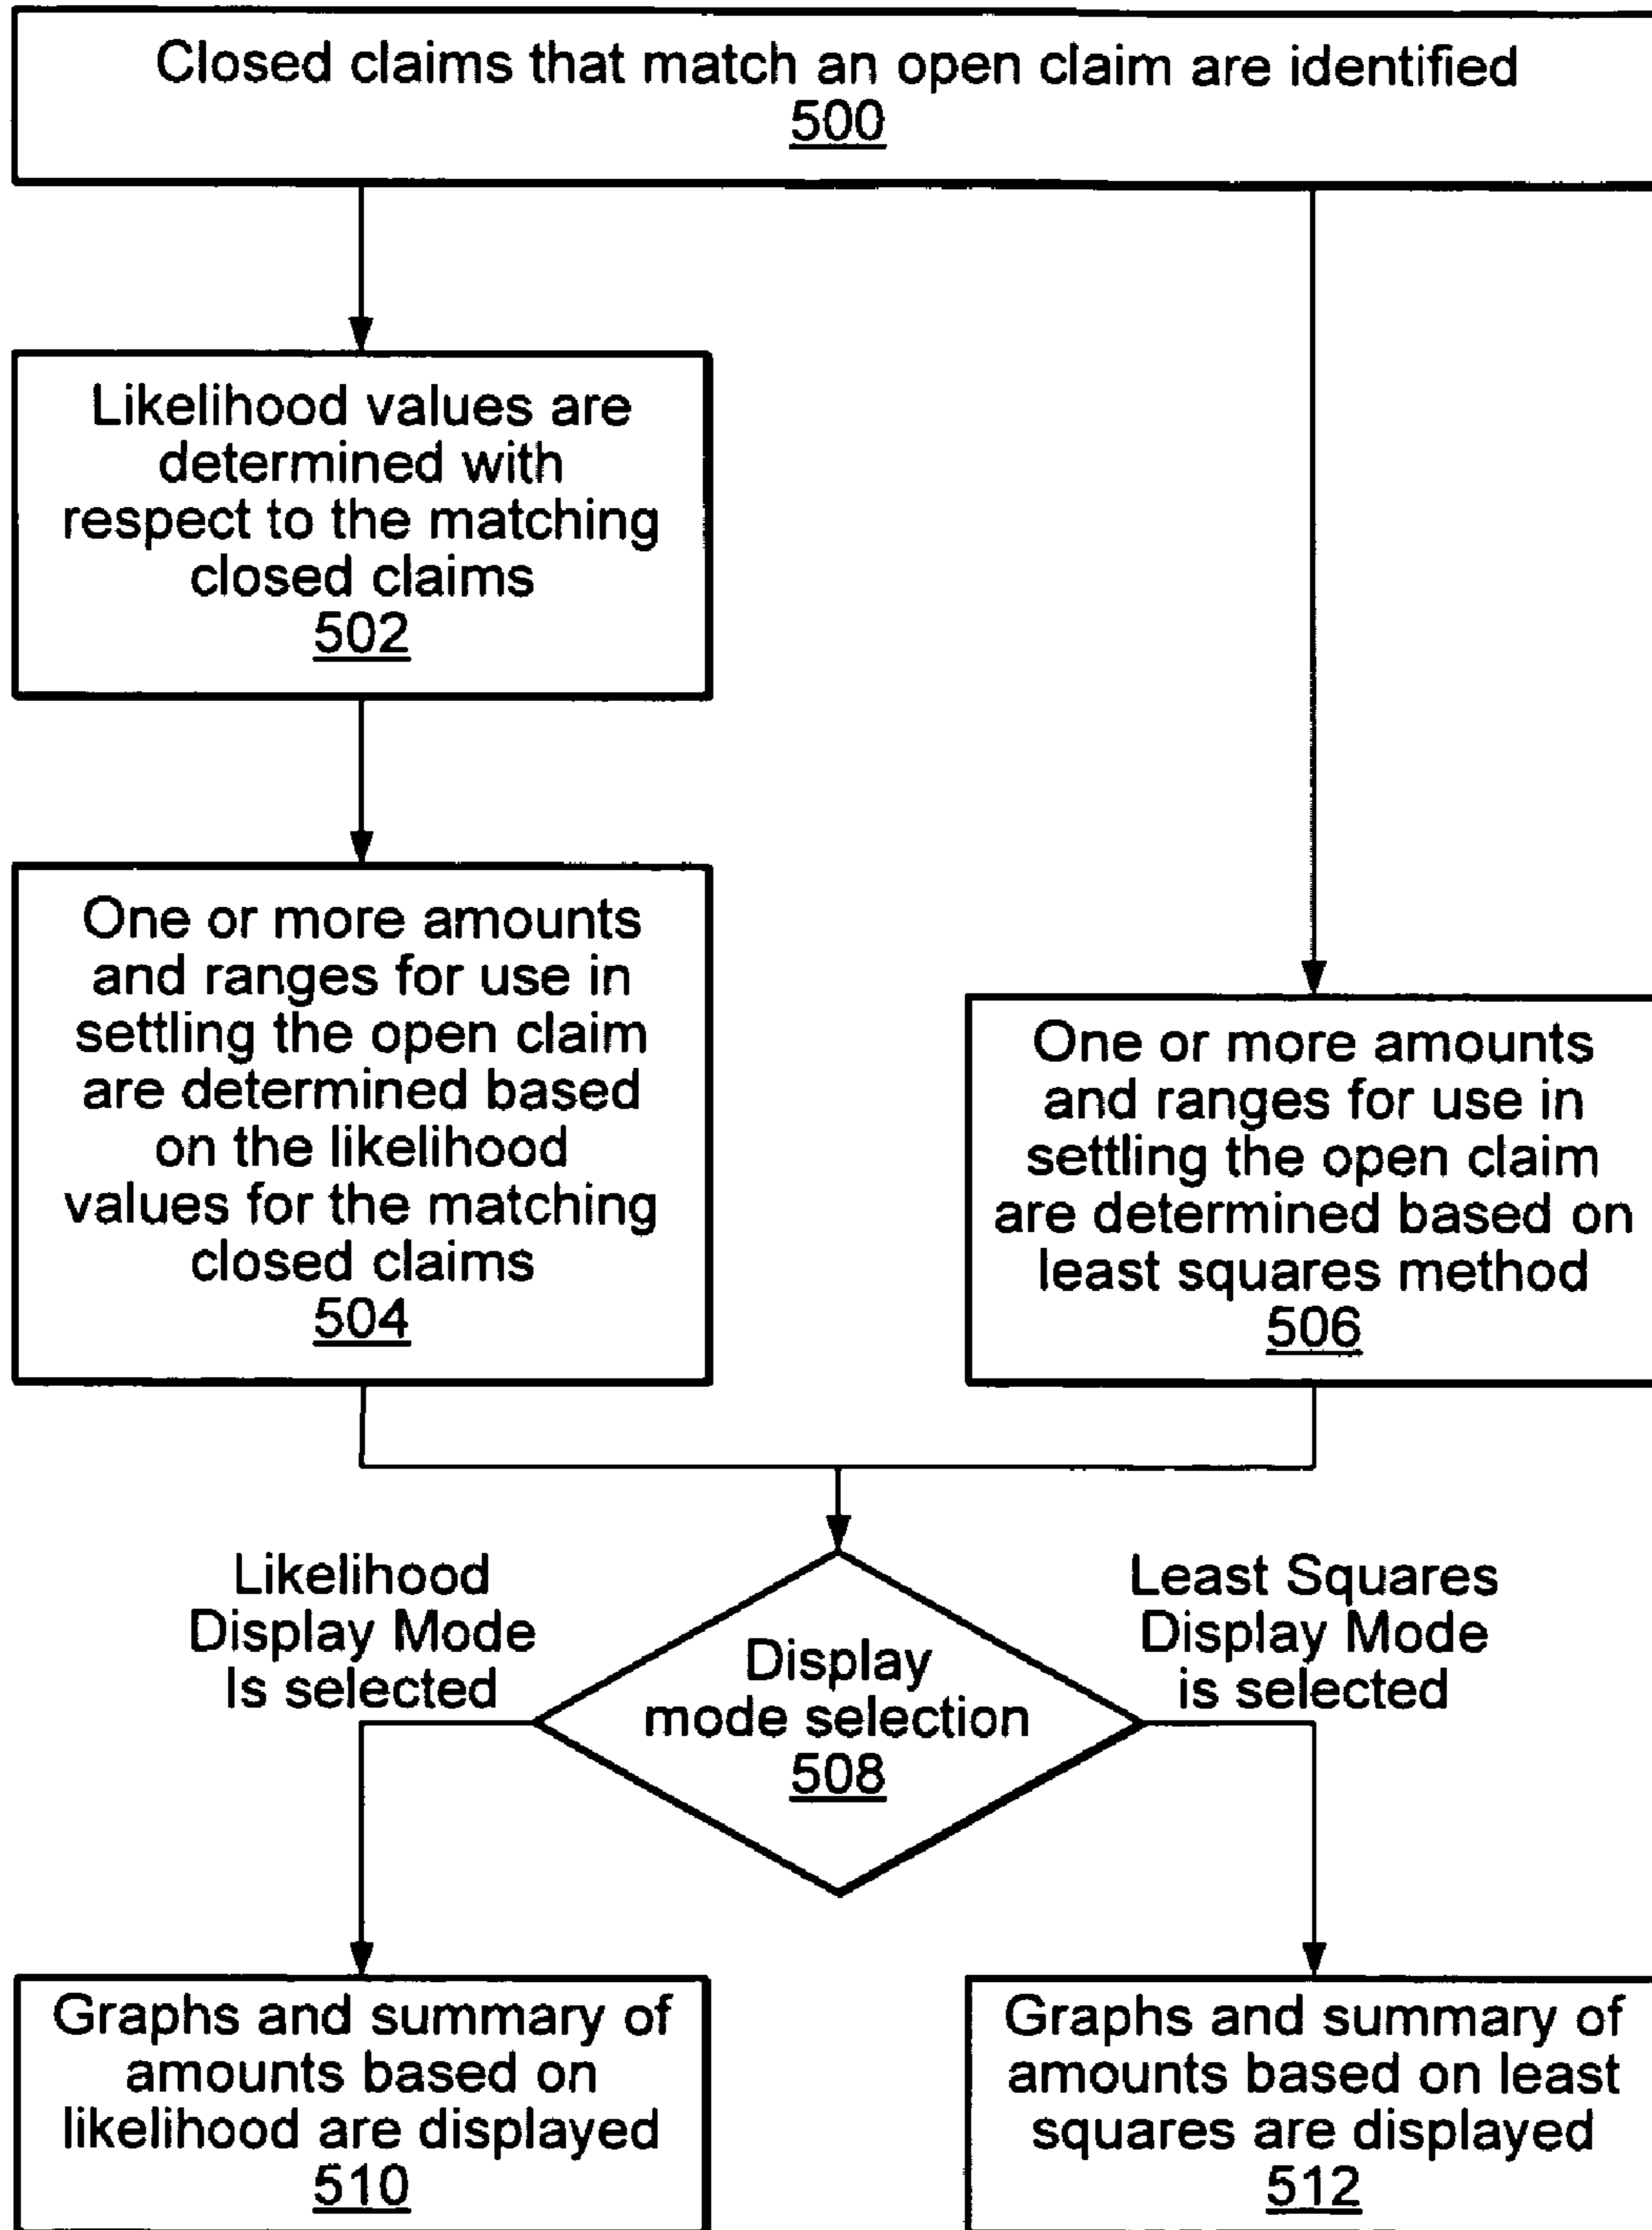 Closed claims that match an open claim are identified
500
Likelihood values are
determined with
respect to the matching
closed claims
502
One or more amounts
and ranges for use in
settling the open claim
are determined based
on the likelihood
values for the matching
closed claims
504
One or more amounts
and ranges for use in
settling the open claim
are determined based on
least squares method
506
Likelihood
Display Mode
Is selected
Display
mode selection
508
Least Squares
Display Mode
is selected
Graphs and summary of
amounts based on
likelihood are displayed
510
Graphs and summary of
amounts based on least
squares are displayed
512